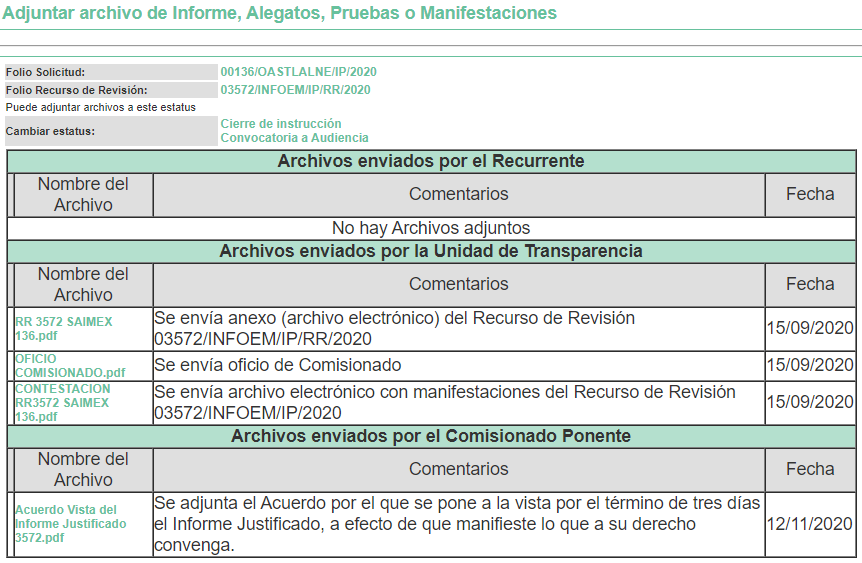 Adjuntar archivo de Informe, Alegatos, Pruebas o Manifestaciones
Folio Solicitud: 00136/OASTLALNE/IP/2020
Folio Recurso de Revisión: 03572/INFOEM/IP/RR/2020
Puede adjuntar archivos a este estatus
Cambiar estatus: Cierre de instrucción
Convocatoria a Audiencia
Archivos enviados por el Recurrente
Nombre del Archivo Comentarios Fecha
No hay Archivos adjuntos
Archivos enviados por la Unidad de Transparencia
Nombre del Archivo Comentarios Fecha
RR 3572 SAIMEX
136.pdf
Se envía anexo (archivo electrónico) del Recurso de Revisión
03572/INFOEM/IP/RR/2020
15/09/2020
OFICIO
COMISIONADO.pdf
Se envía oficio de Comisionado
15/09/2020
CONTESTACION
RR3572 SAIMEX
136.pdf
Se envía archivo electrónico con manifestaciones del Recurso de Revisión
03572/INFOEM/IP/2020
15/09/2020
Archivos enviados por el Comisionado Ponente
Nombre del Archivo Comentarios Fecha
Acuerdo Vista del
Informe Justificado
3572.pdf
Se adjunta el Acuerdo por el que se pone a la vista por el término de tres días
el Informe Justificado, a efecto de que manifieste lo que a su derecho
convenga.
12/11/2020